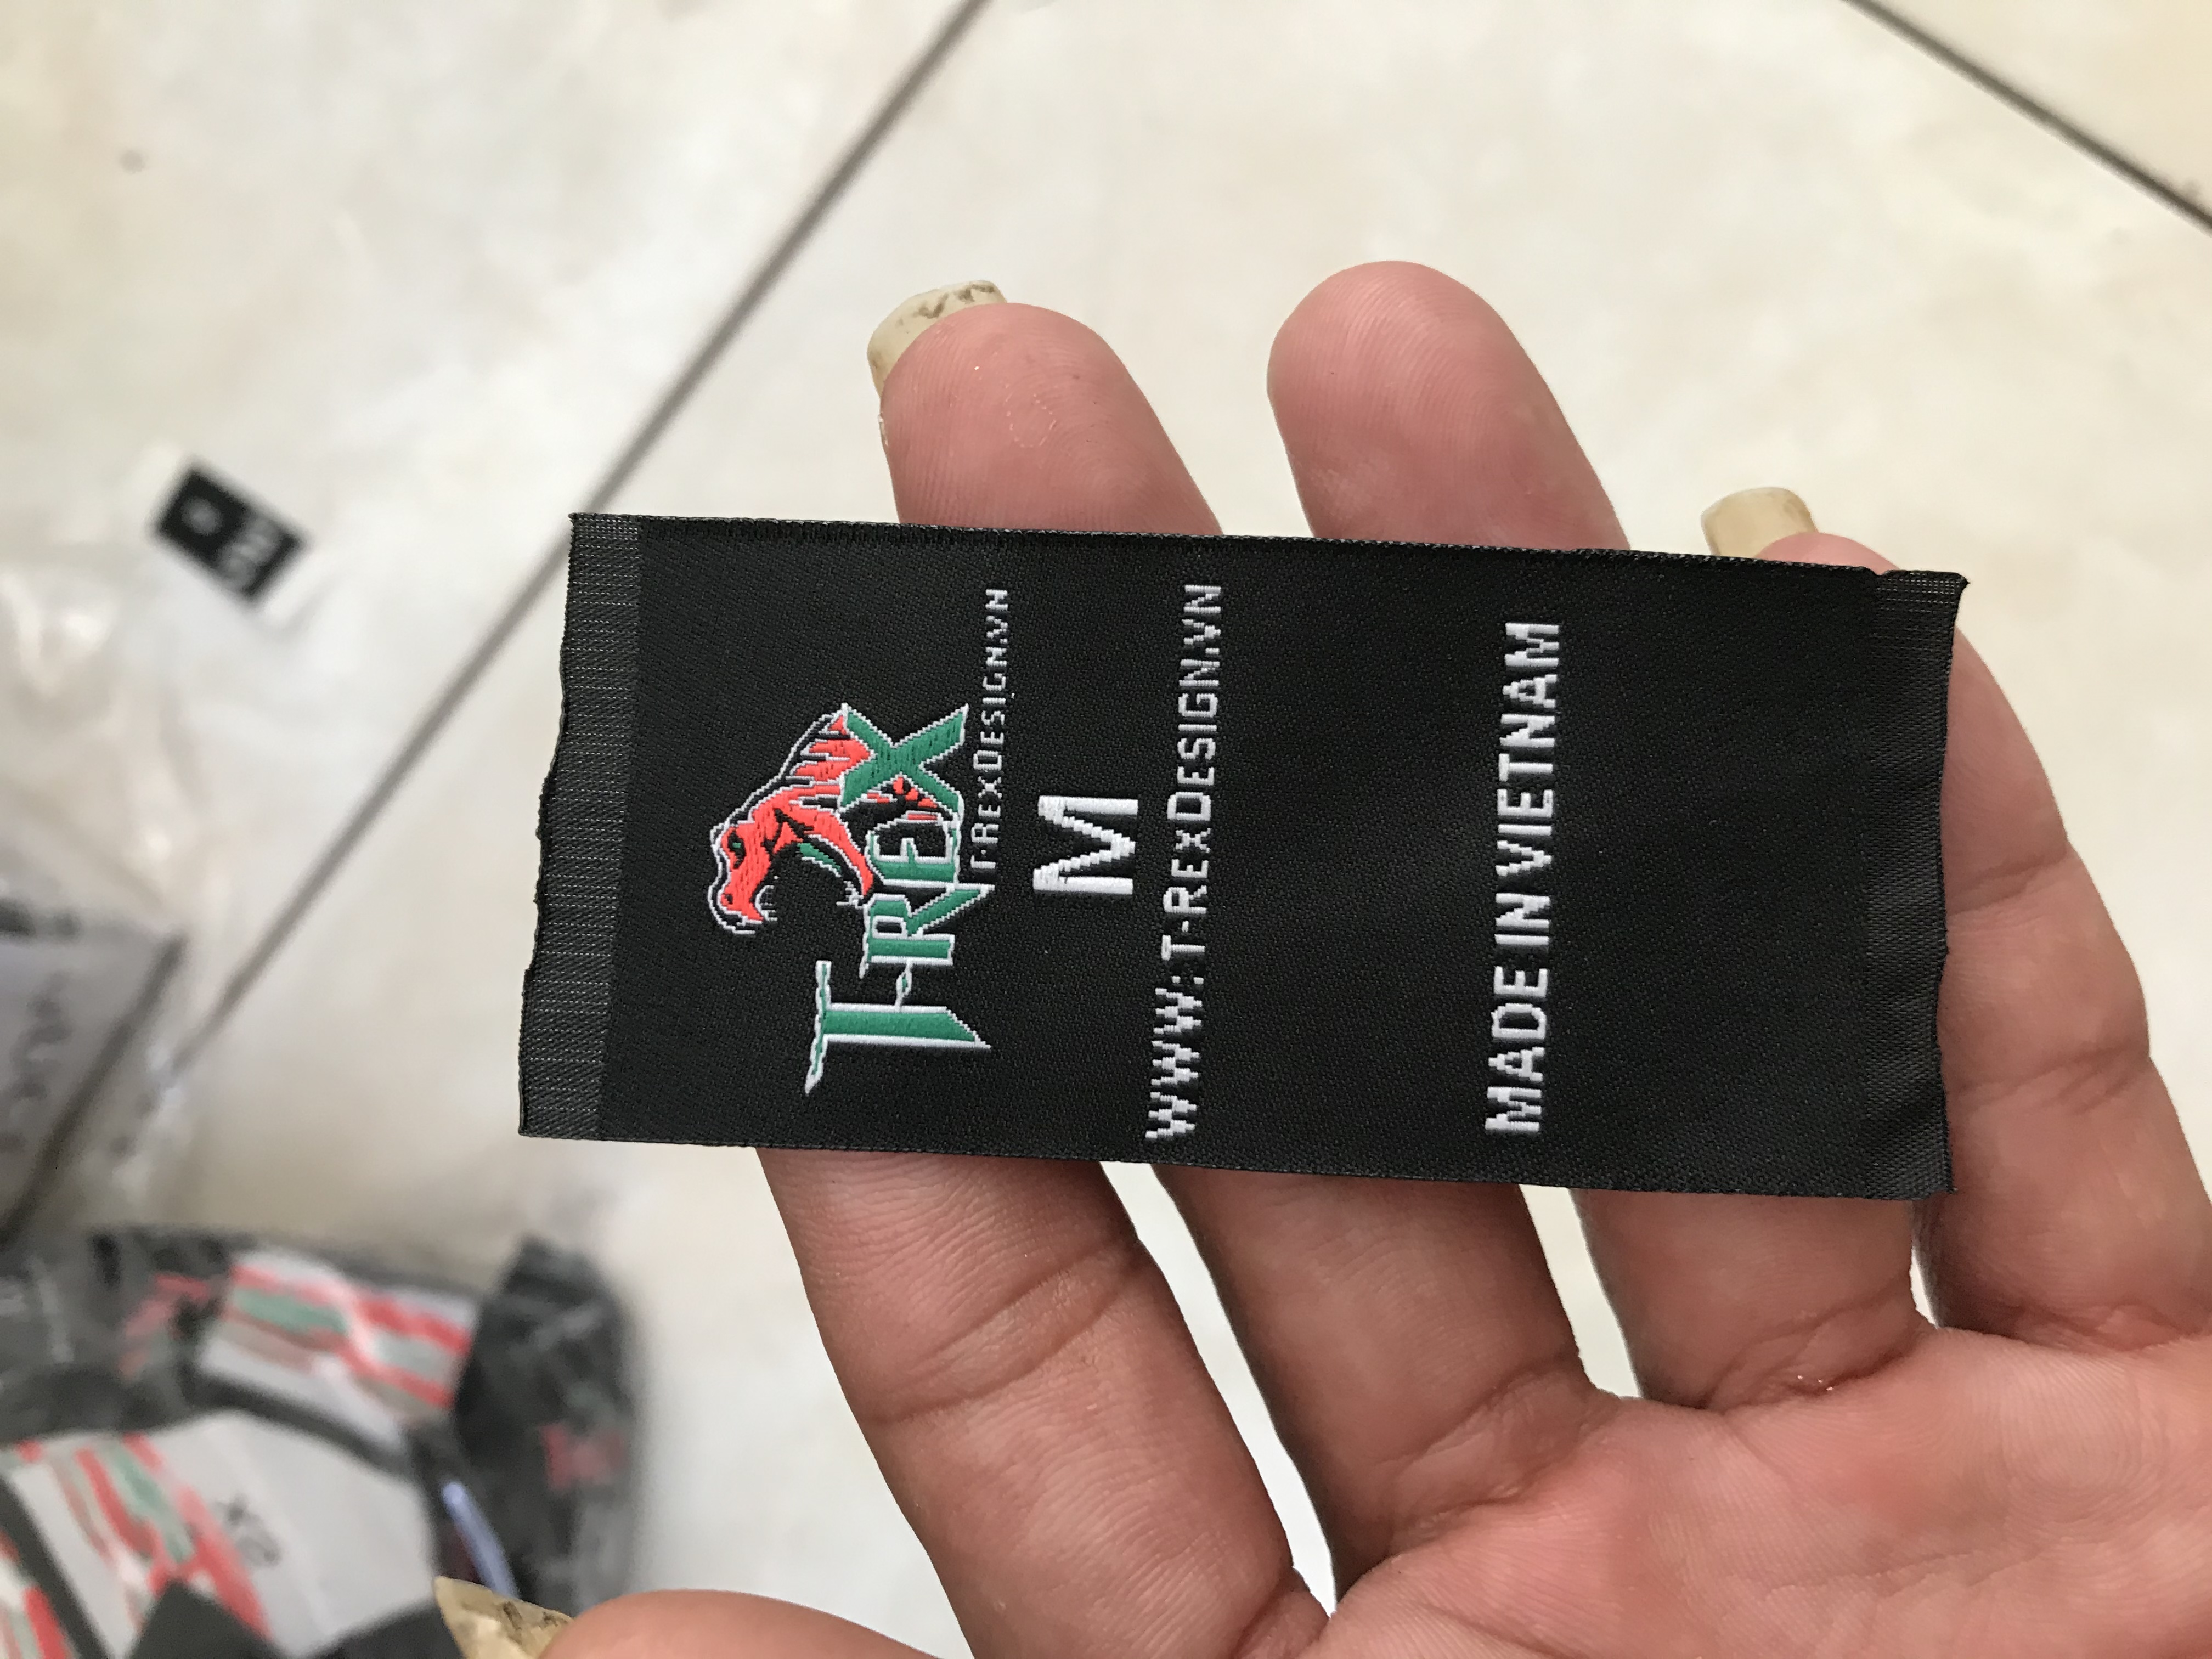 T-REX
T-REXDESIGN.VN
M
WWW:T-REXDESIGN.VN
MADE IN VIETNAM